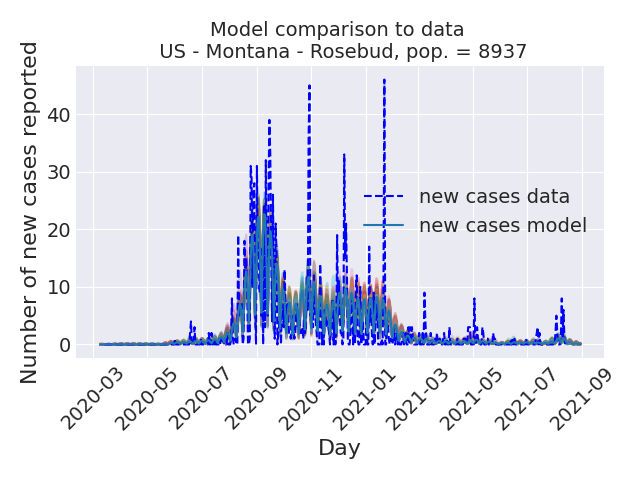 Model comparison to data
US - Montana - Rosebud, pop. = 8937
Number of new cases reported
40
30
20
10
0
new cases data
new cases model
2020-03
2020-05
2020-07
2020-09
2020-11
2021-01
2021-03
2021-05
2021-07
2021-09
Day